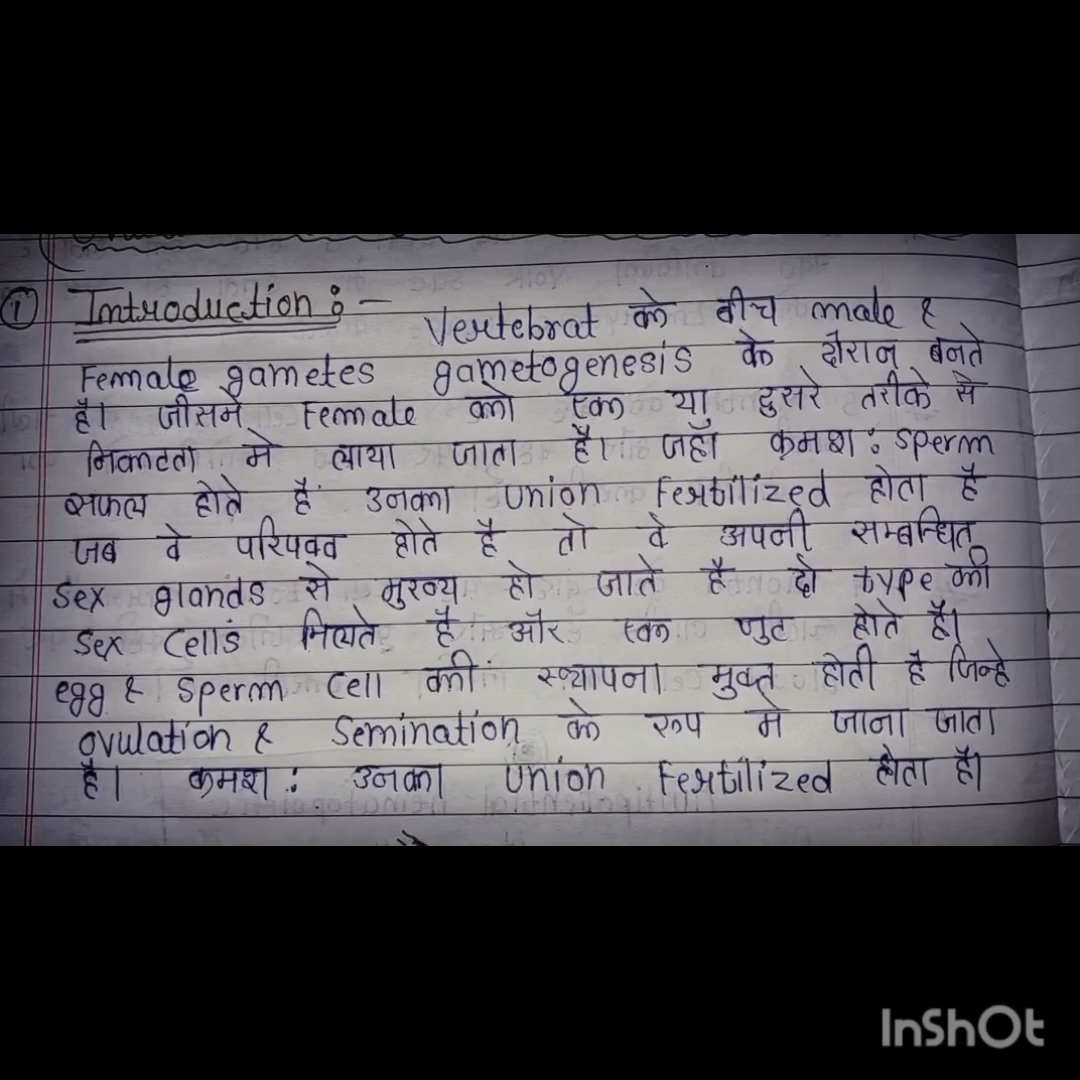 ① Introduction :-
Vertebrat के बीच male &
Female gametes gametogenesis के दौरान बनते
है। जीसमें Female को एक या दुसरे तरीके से
निकटता मे लाया जाता है। जहाँ क्रमश: sperm
सफल होते हैं उनका Union Fertilized होता है
जब वे परिपक्व होते है तो वे अपनी सम्बन्धित
sex glands से मुख्य हो जाते है दो type की
sex cells मिलते है और एक जुट होते है।
egg & sperm cell की स्थापना मुक्त होती है जिन्हे
ovulation & Semination के रूप मे जाना जाता
है। क्रमश: उनका Union Fertilized होता है।
InShOt